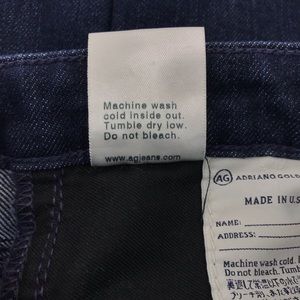 Machine wash
cold inside out.
Tumble dry low.
Do not bleach.
www.agjeans.com
AG ADRIANO GOLD
MADE IN U.S
NAME:
ADDRESS:
Machine wash cold.
Do not bleach. Tumb